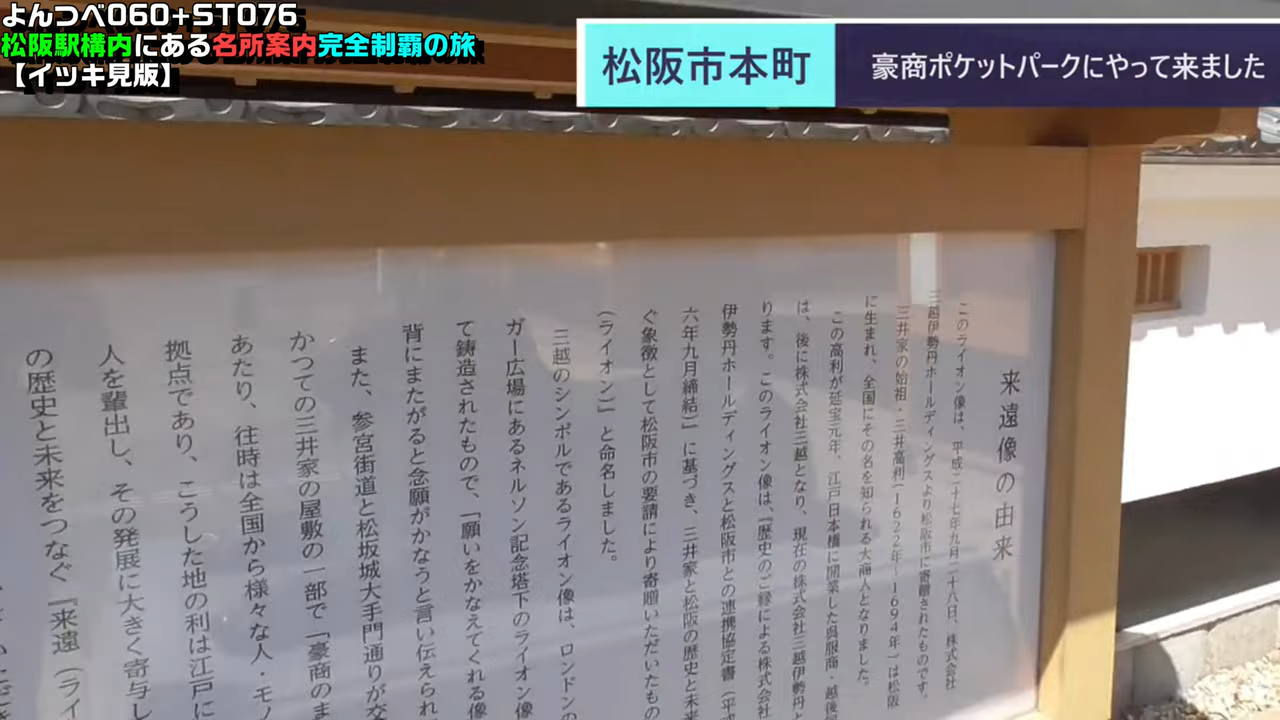 よんつべ060+ST076
松阪駅構内にある名所案内完全制覇の旅
【イツキ見版】
松阪市本町
豪商ポケットパークにやって来ました
来遠像の由来
このライオン像は、平成二十七年九月二十八日、株式会社
三越伊勢丹ホールディングスより松阪市に寄贈されたものです。
三井家の始祖・三井高利(1622年-1694年)は松阪
に生まれ、全国にその名を知られる大商人となりました。
この高利が延宝元年、江戸日本橋に開業した呉服商・越後
は、後に株式会社三越となり、現在の株式会社三越伊勢丹と
ります。このライオン像は、『歴史のご縁による株式会社
伊勢丹ホールディングスと松阪市との連携協定書(平成
六年九月締結)』に基づき、三井家と松阪の歴史と未来
ぐ象徴として松阪市の要請により寄贈いただいたもの
(ライオン)』と命名しました。
三越のシンボルであるライオン像は、ロンドンの
ガー広場にあるネルソン記念塔下のライオン像
て鋳造されたもので、「願いをかなえてくれる像
背にまたがると念願がかなうと言い伝えられ
また、参宮街道と松坂城大手門通りが交
かつての三井家の屋敷の一部で「豪商のま
あたり、往時は全国から様々な人・モノ
拠点であり、こうした地の利は江戸に
人を輩出し、その発展に大きく寄与し
の歴史と未来をつなぐ『来遠(ライ